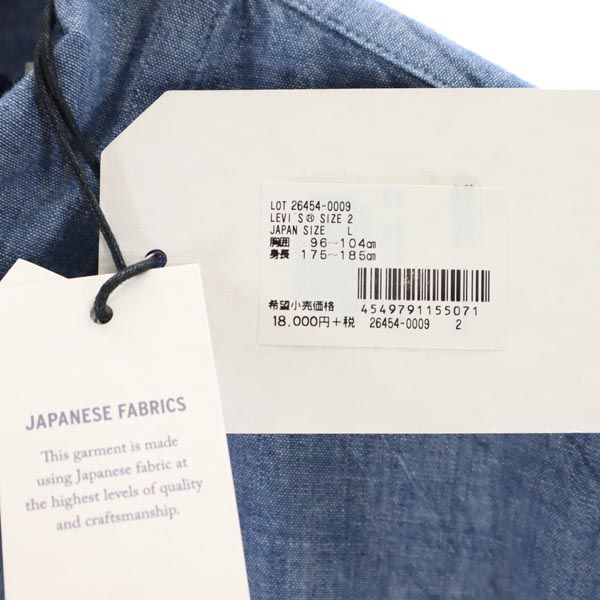 LOT 26454-0009
LEVI'S® SIZE 2
JAPAN SIZE L
胸囲 96~104㎝
身長 175~185㎝
希望小売価格 4549791155071
18,000円+税 26454-0009 2
JAPANESE FABRICS
This garment is made
using Japanese fabric at
the highest levels of quality
and craftsmanship.